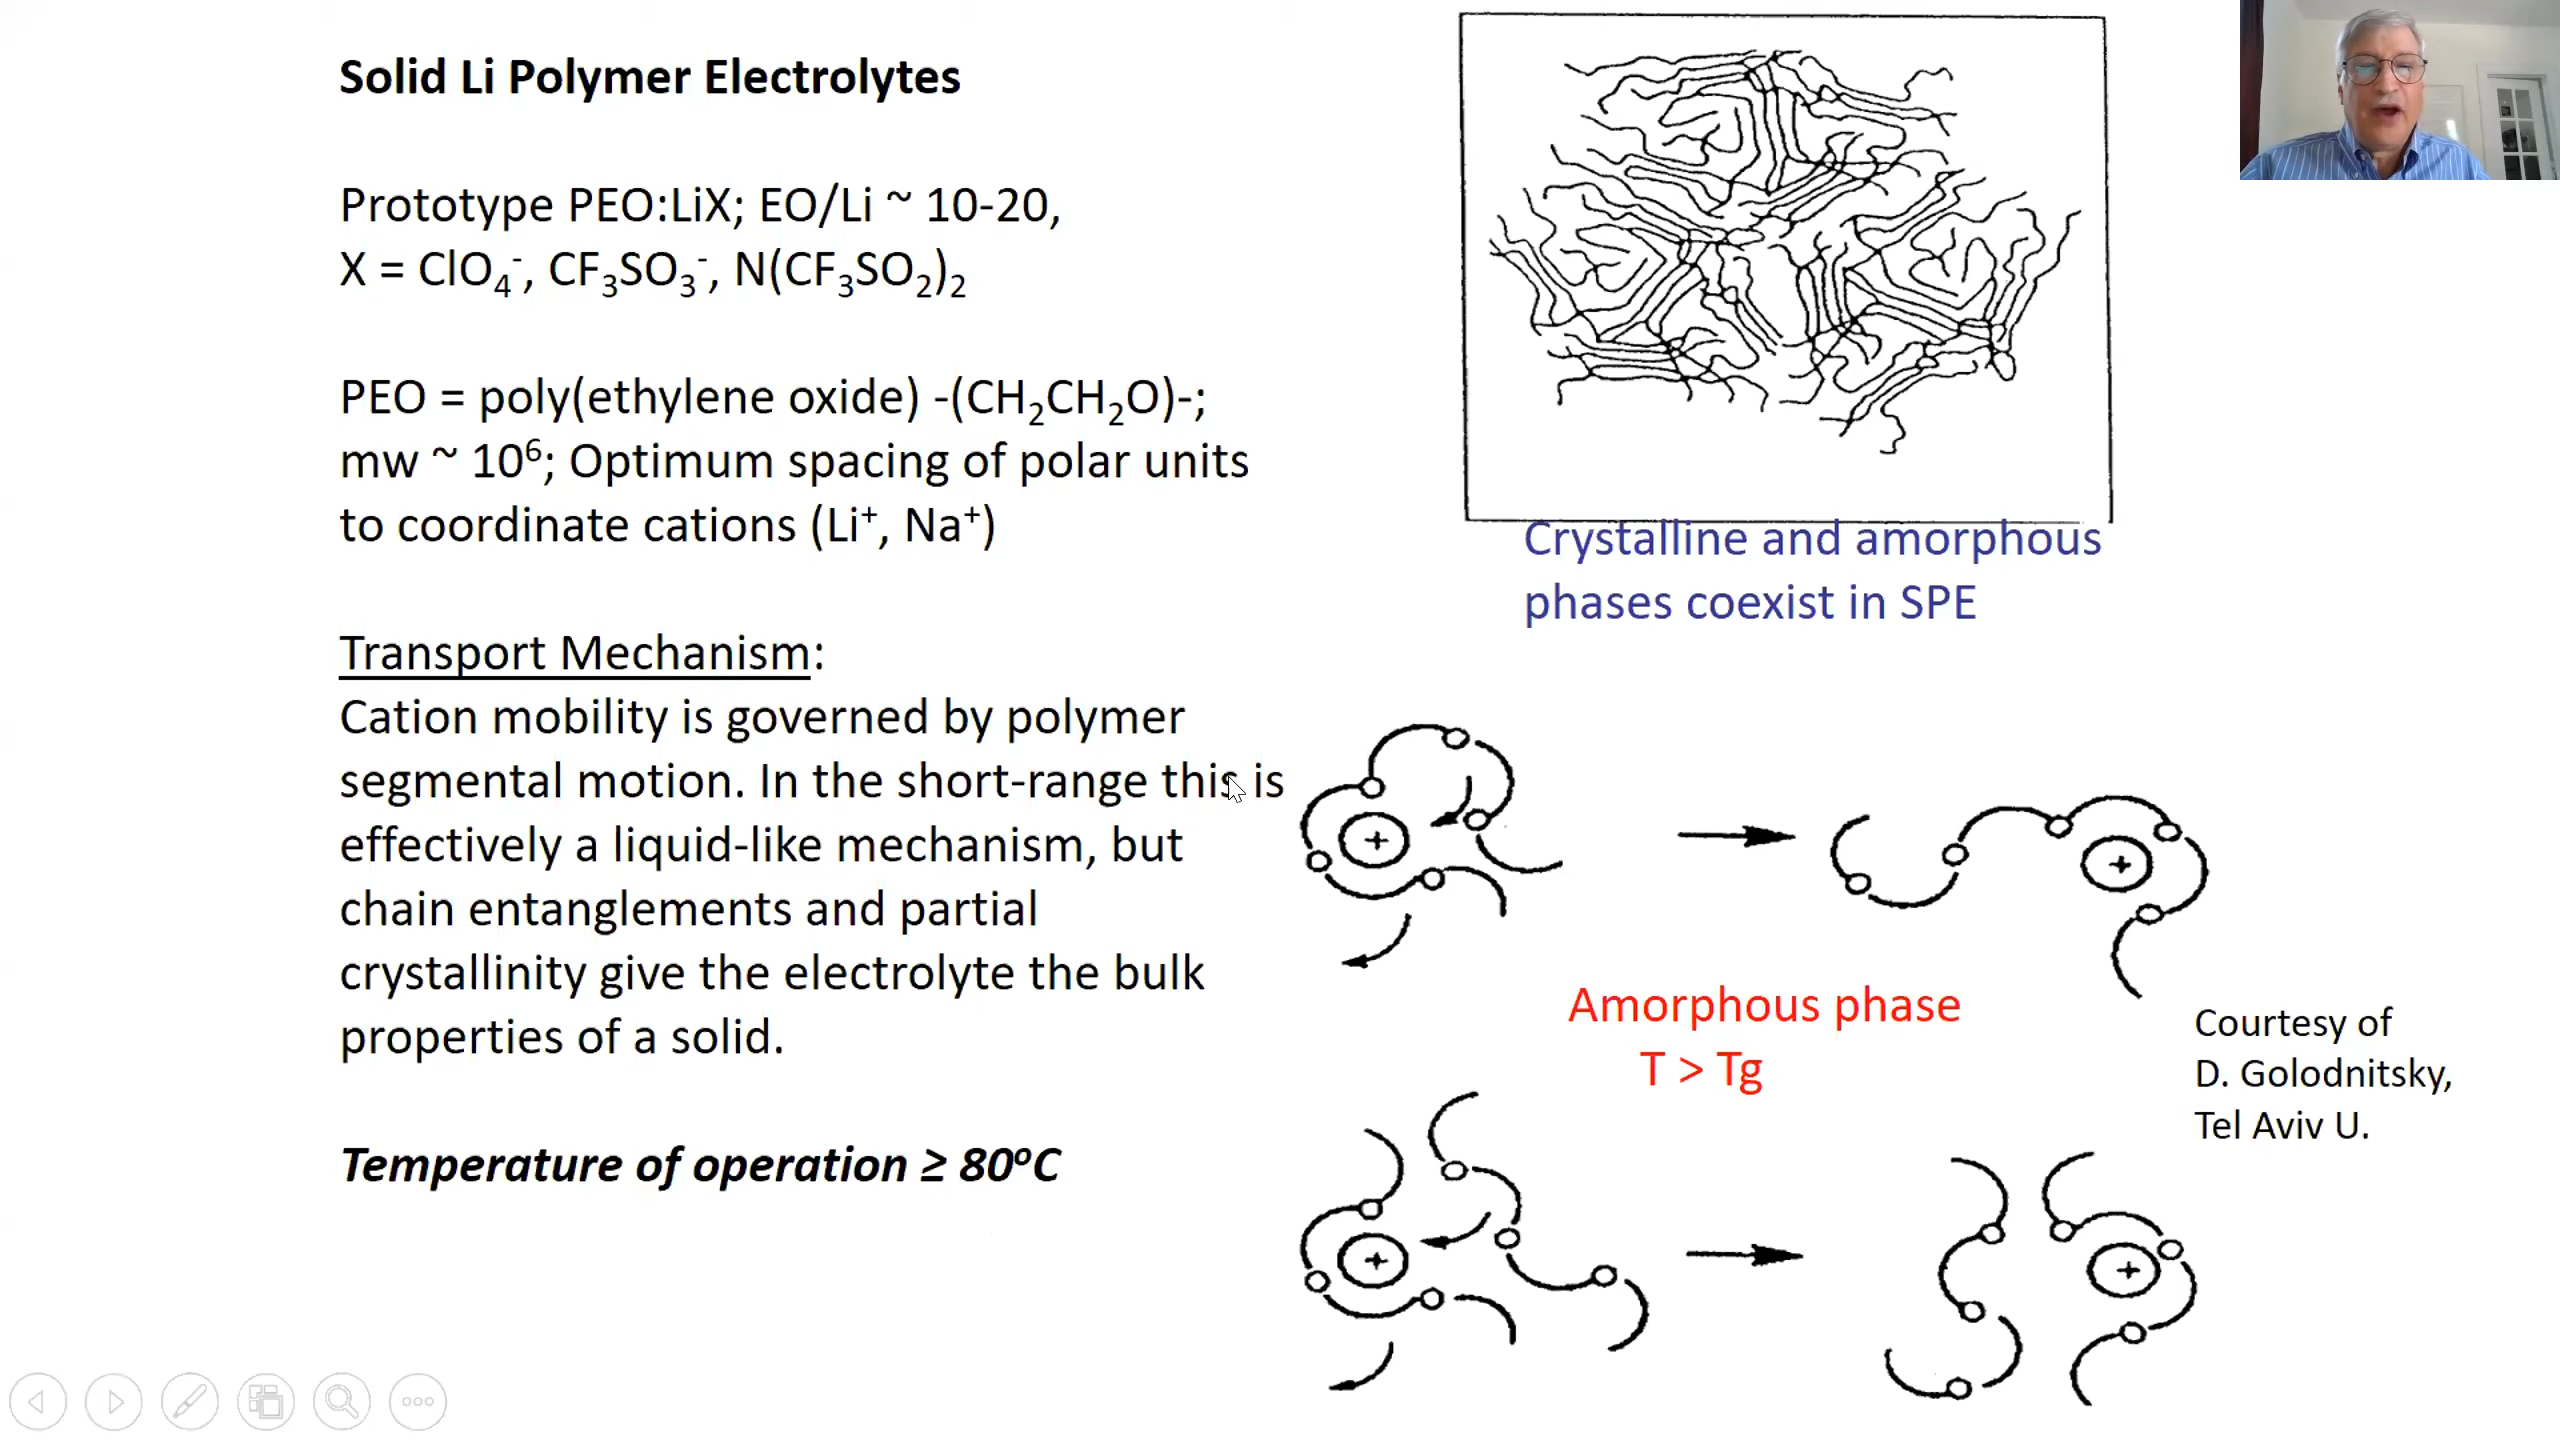 Solid Li Polymer Electrolytes
Prototype PEO:LiX; EO/Li ~ 10-20,
X = ClO₄⁻, CF₃SO₃⁻, N(CF₃SO₂)₂
PEO = poly(ethylene oxide) -(CH₂CH₂O)-;
mw ~ 10⁶; Optimum spacing of polar units
to coordinate cations (Li⁺, Na⁺)
Transport Mechanism:
Cation mobility is governed by polymer
segmental motion. In the short-range this is
effectively a liquid-like mechanism, but
chain entanglements and partial
crystallinity give the electrolyte the bulk
properties of a solid.
Temperature of operation ≥ 80ºC
Crystalline and amorphous
phases coexist in SPE
+
+
Amorphous phase
T > Tg
Courtesy of
D. Golodnitsky,
Tel Aviv U.
+
+